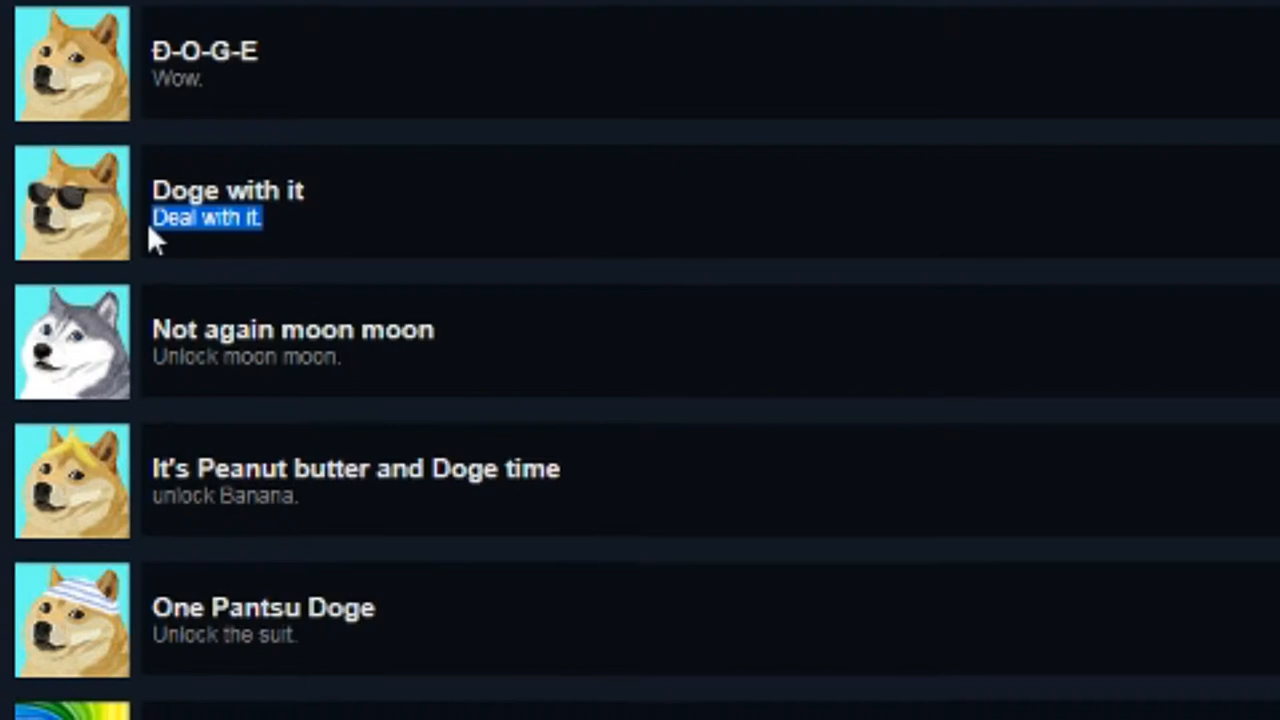 Ð-O-G-E
Wow.
Doge with it
Deal with it.
Not again moon moon
Unlock moon moon.
It's Peanut butter and Doge time
unlock Banana.
One Pantsu Doge
Unlock the suit.